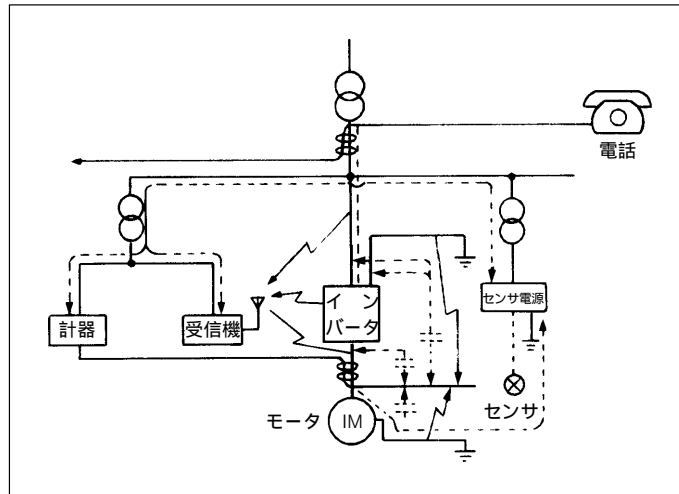 電話
イン
バータ
センサ電源
計器
受信機
センサ
モータ
IM